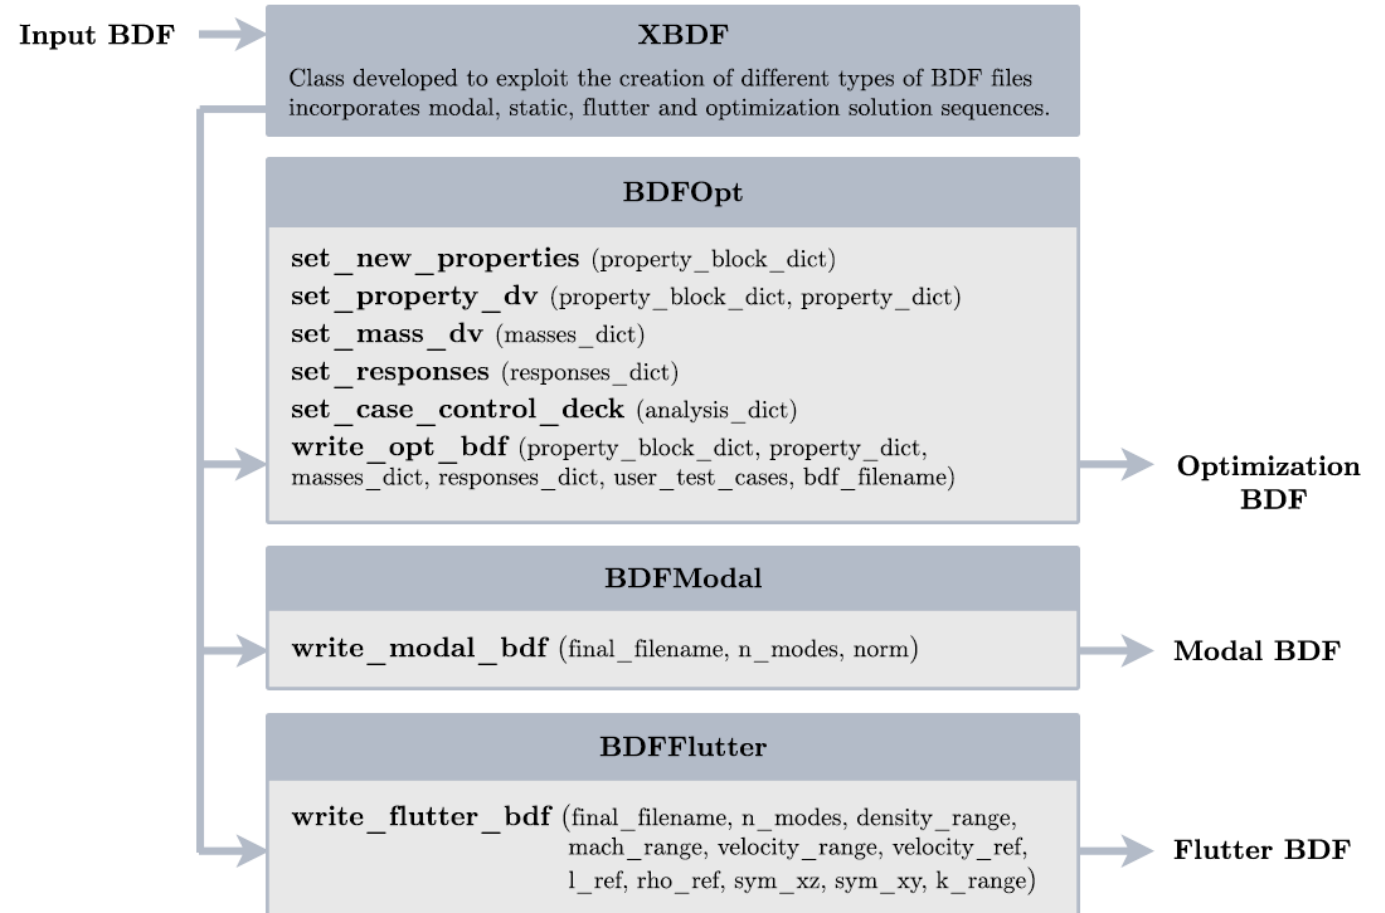 Input BDF
XBDF
Class developed to exploit the creation of different types of BDF files
incorporates modal, static, flutter and optimization solution sequences.
BDFOpt
set_new_properties (property_block_dict)
set_property_dv (property_block_dict, property_dict)
set_mass_dv (masses_dict)
set_responses (responses_dict)
set_case_control_deck (analysis_dict)
write_opt_bdf (property_block_dict, property_dict,
masses_dict, responses_dict, user_test_cases, bdf_filename)
Optimization
BDF
BDFModal
write_modal_bdf (final_filename, n_modes, norm)
Modal BDF
BDFFlutter
write_flutter_bdf (final_filename, n_modes, density_range,
mach_range, velocity_range, velocity_ref,
l_ref, rho_ref, sym_xz, sym_xy, k_range)
Flutter BDF